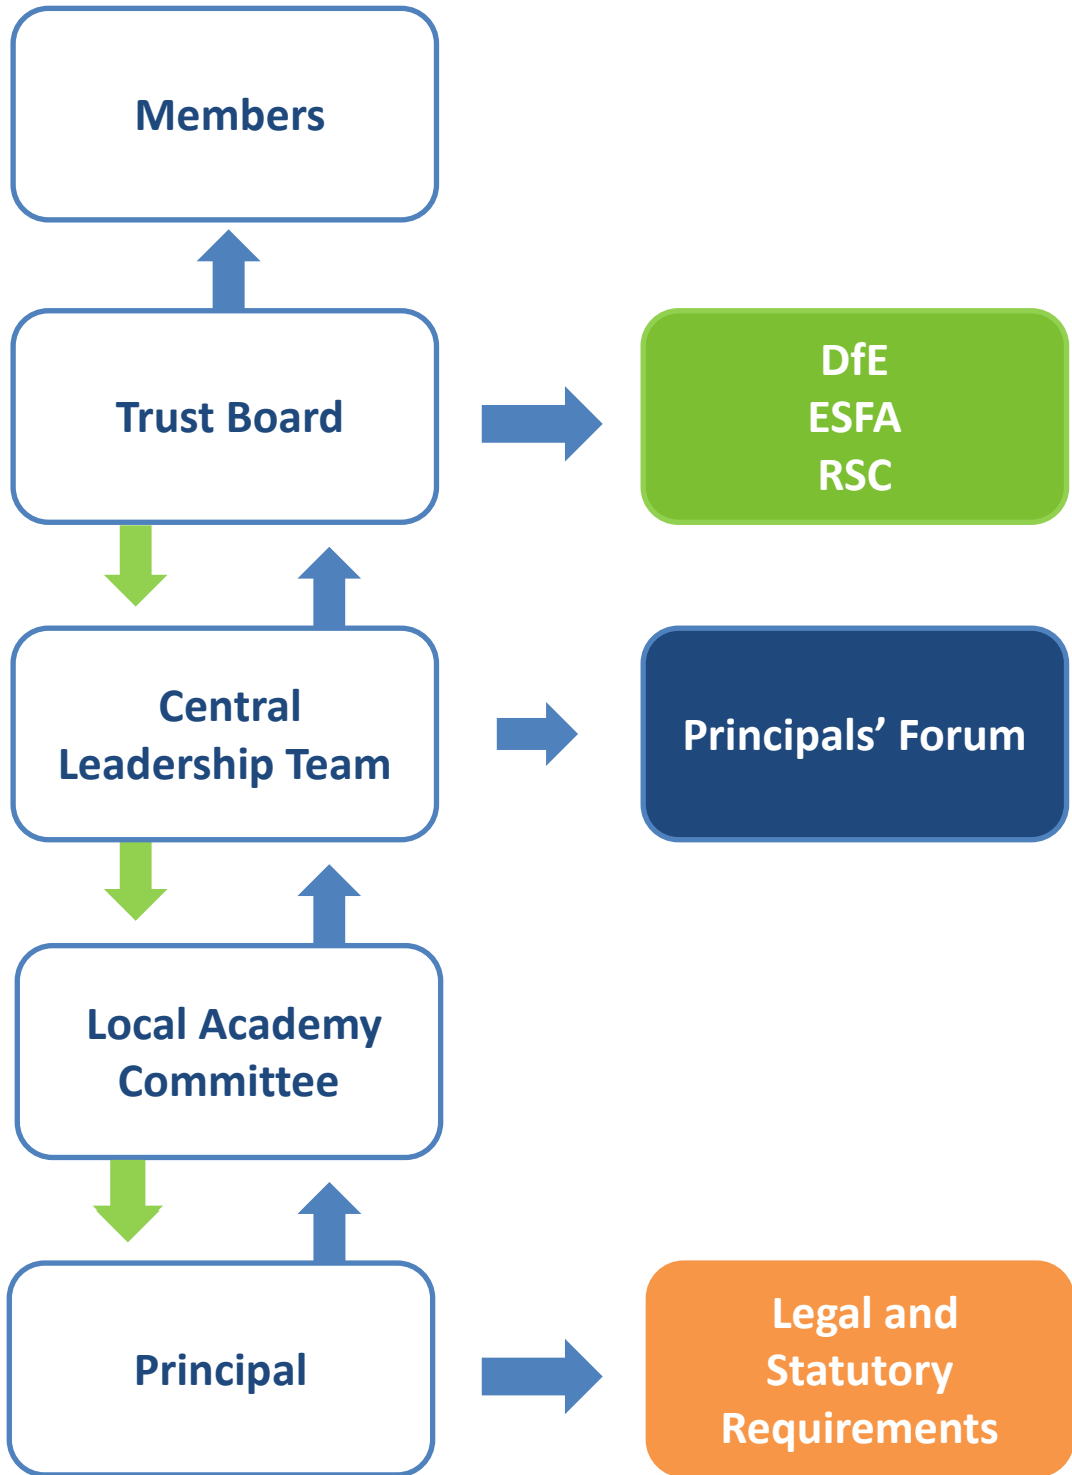 Members
Trust Board
DfE
ESFA
RSC
Central
Leadership Team
Principals’ Forum
Local Academy
Committee
Principal
Legal and
Statutory
Requirements